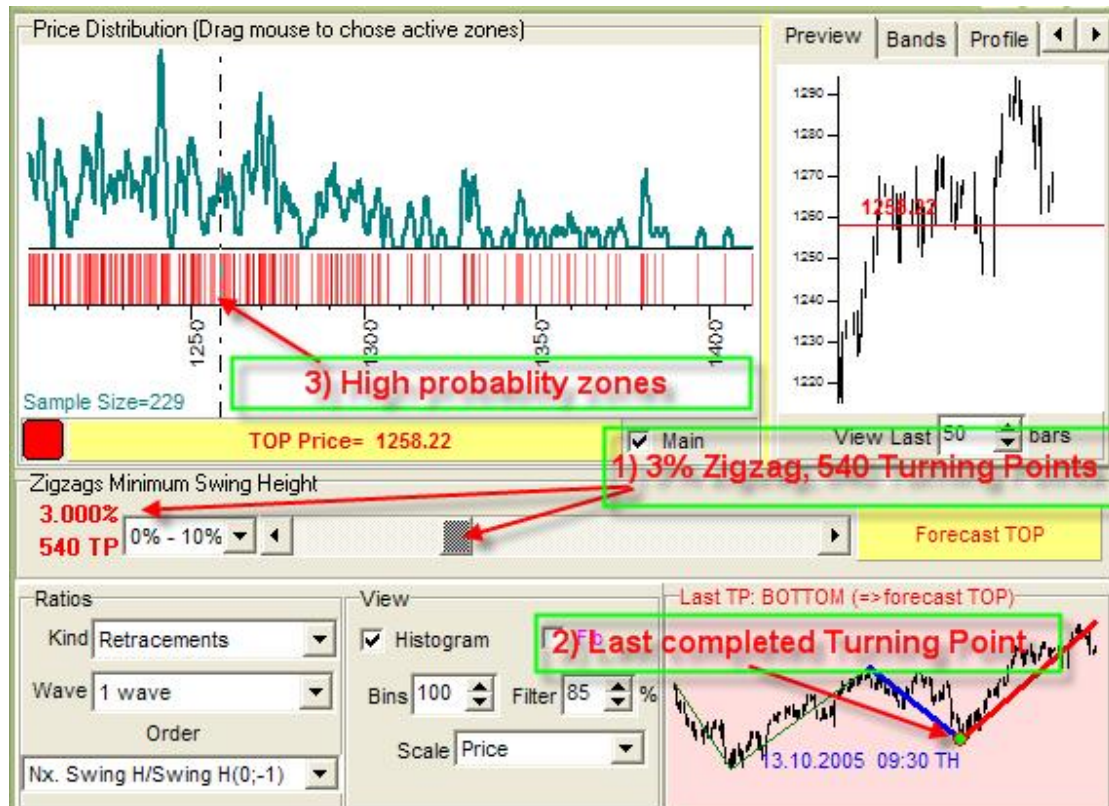 Price Distribution (Drag mouse to chose active zones)
Preview
Bands
Profile
1290
1280
1270
1260
1250
1240
1230
1220
1258.22
1250
1300
1350
1400
3) High probablity zones
Sample Size=229
TOP Price= 1258.22
Main
View Last 50 bars
1) 3% Zigzag, 540 Turning Points
Zigzags Minimum Swing Height
3.000%
540 TP
0% - 10%
Forecast TOP
Ratios
Kind Retracements
Wave 1 wave
Order
Nx. Swing H/Swing H(0;-1)
View
Histogram
Bins 100 Filter 85 %
Scale Price
Last TP: BOTTOM (=>forecast TOP)
2) Last completed Turning Point
13.10.2005 09:30 TH